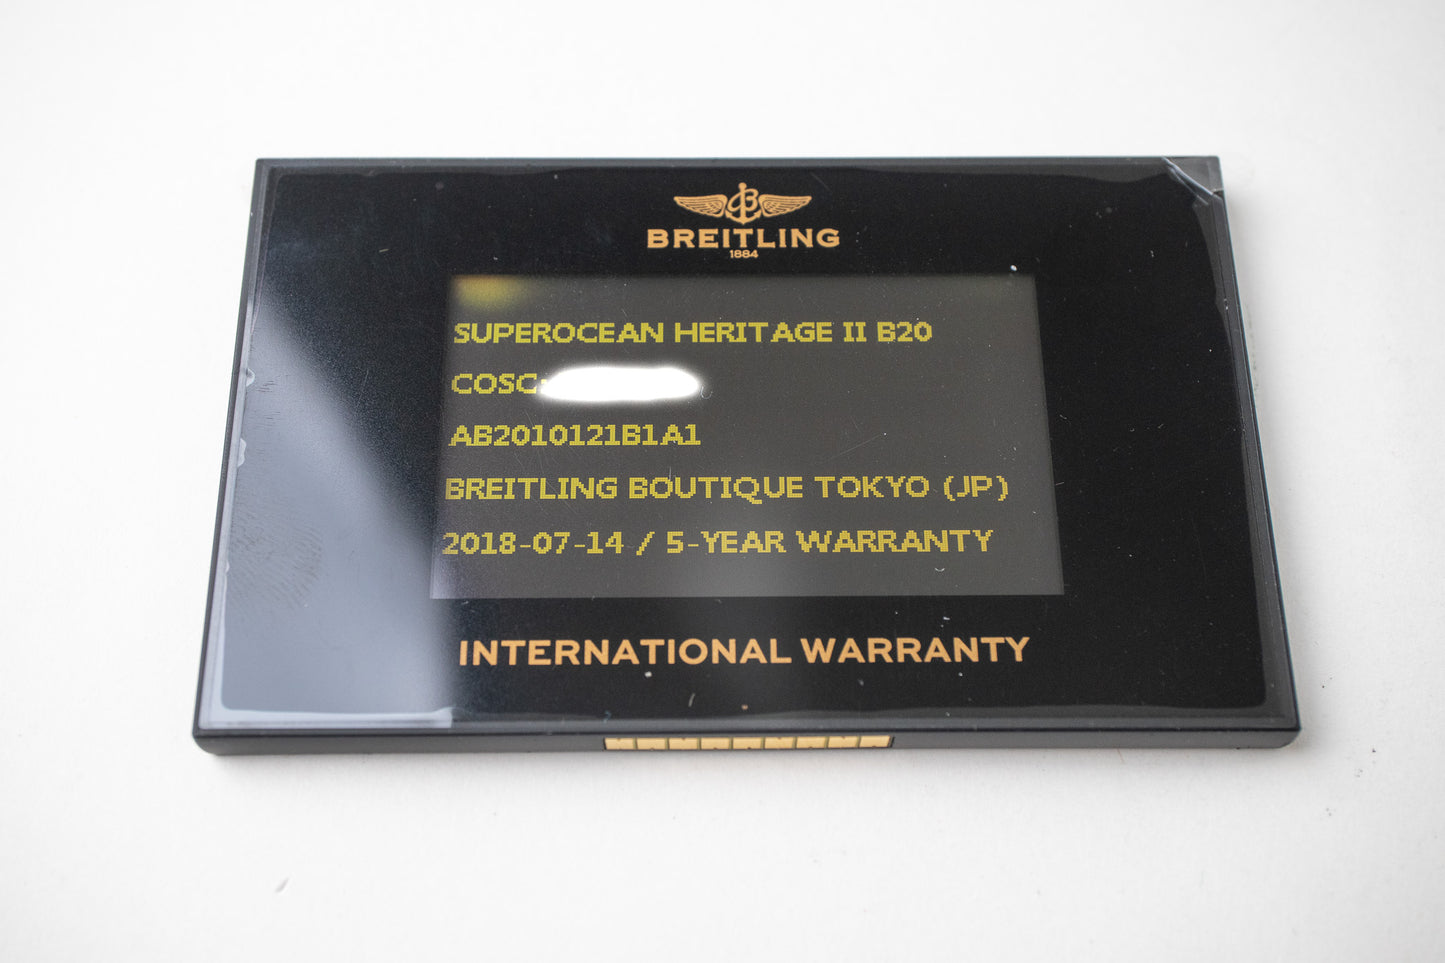 BREITLING
1884
SUPEROCEAN HERITAGE II B20
COSC:
AB2010121B1A1
BREITLING BOUTIQUE TOKYO (JP)
2018-07-14 / 5-YEAR WARRANTY
INTERNATIONAL WARRANTY